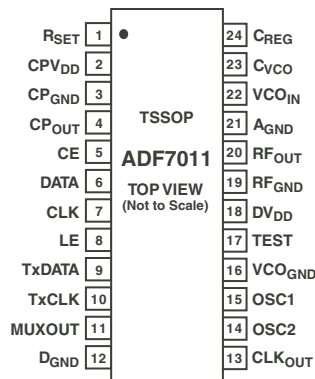 RSET 1
CPVDD 2
CPGND 3
CPOUT 4
CE 5
DATA 6
CLK 7
LE 8
TxDATA 9
TxCLK 10
MUXOUT 11
DGND 12
TSSOP
ADF7011
TOP VIEW
(Not to Scale)
24 CREG
23 CVCO
22 VCOIN
21 AGND
20 RFOUT
19 RFGND
18 DVDD
17 TEST
16 VCOGND
15 OSC1
14 OSC2
13 CLKOUT